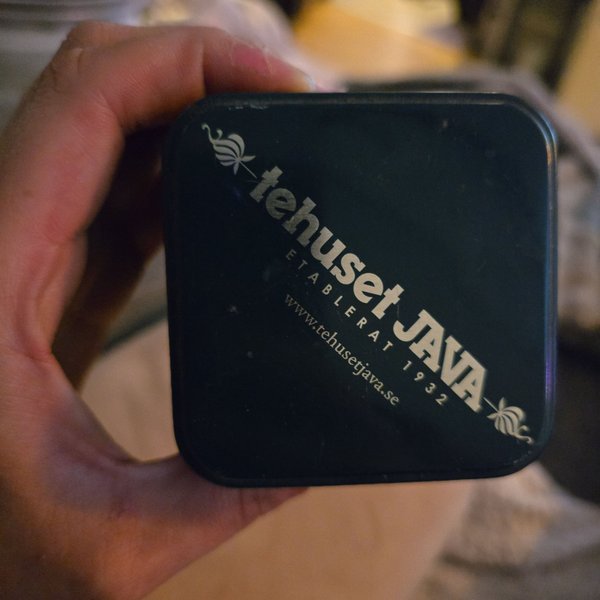 tehuset JAVA
ETABLERAT 1932
www.tehusetjava.se